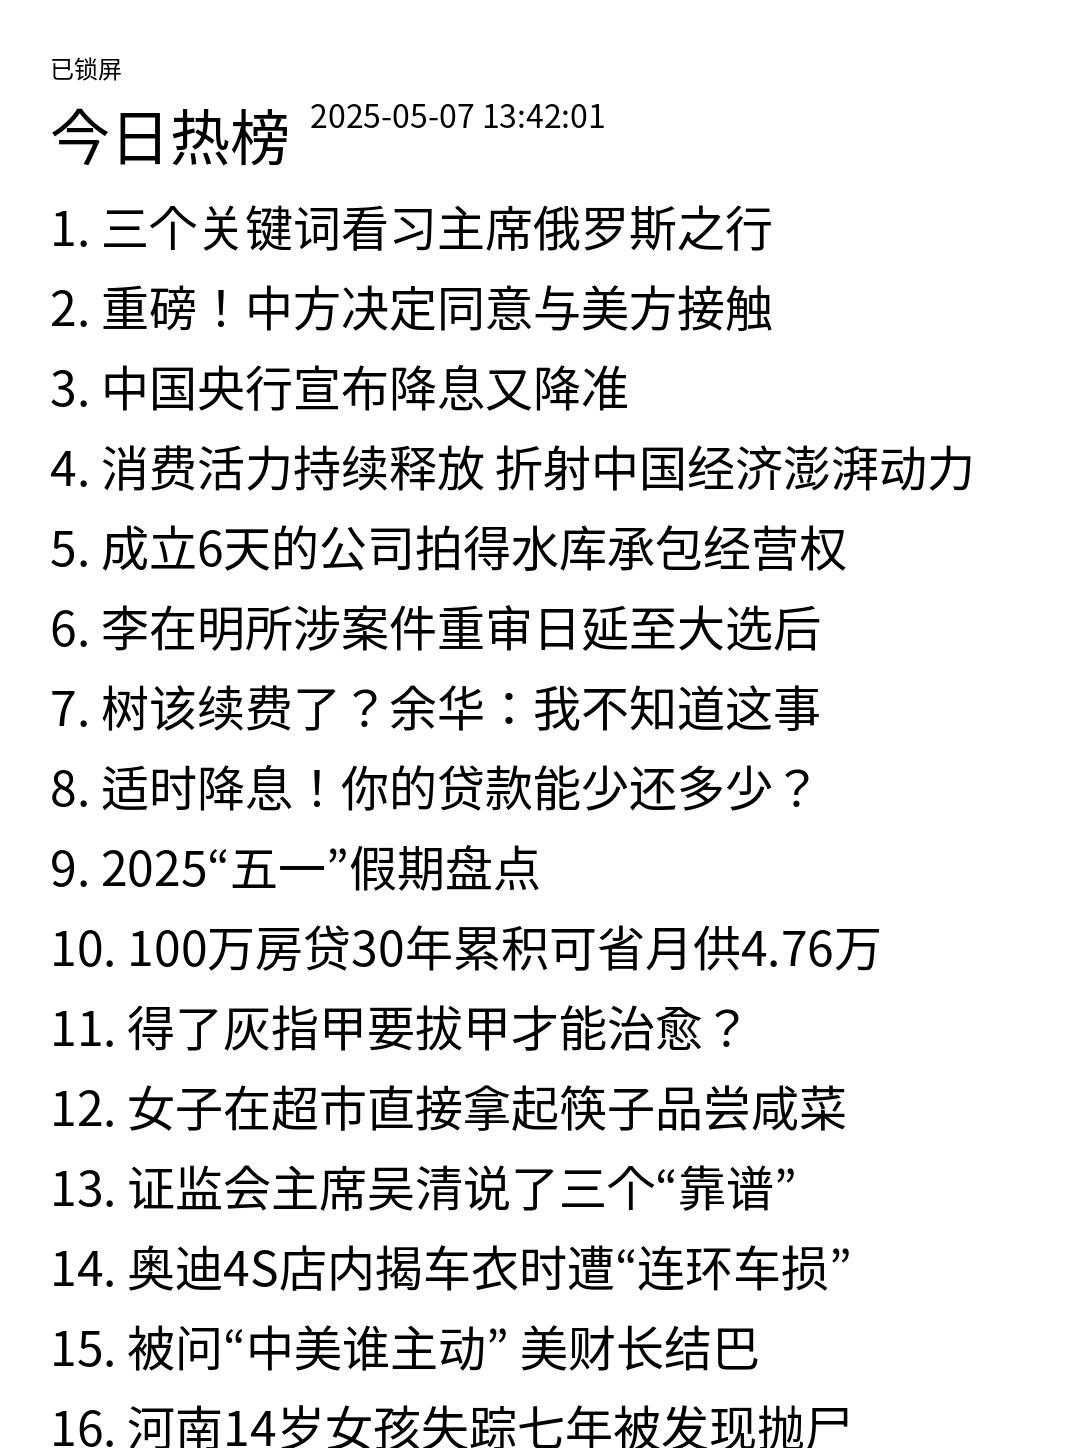 已锁屏
今日热榜 2025-05-07 13:42:01
1. 三个关键词看习主席俄罗斯之行
2. 重磅！中方决定同意与美方接触
3. 中国央行宣布降息又降准
4. 消费活力持续释放 折射中国经济澎湃动力
5. 成立6天的公司拍得水库承包经营权
6. 李在明所涉案件重审日延至大选后
7. 树该续费了？余华：我不知道这事
8. 适时降息！你的贷款能少还多少？
9. 2025“五一”假期盘点
10. 100万房贷30年累积可省月供4.76万
11. 得了灰指甲要拔甲才能治愈？
12. 女子在超市直接拿起筷子品尝咸菜
13. 证监会主席吴清说了三个“靠谱”
14. 奥迪4S店内揭车衣时遭“连环车损”
15. 被问“中美谁主动” 美财长结巴
16. 河南14岁女孩失踪七年被发现抛尸